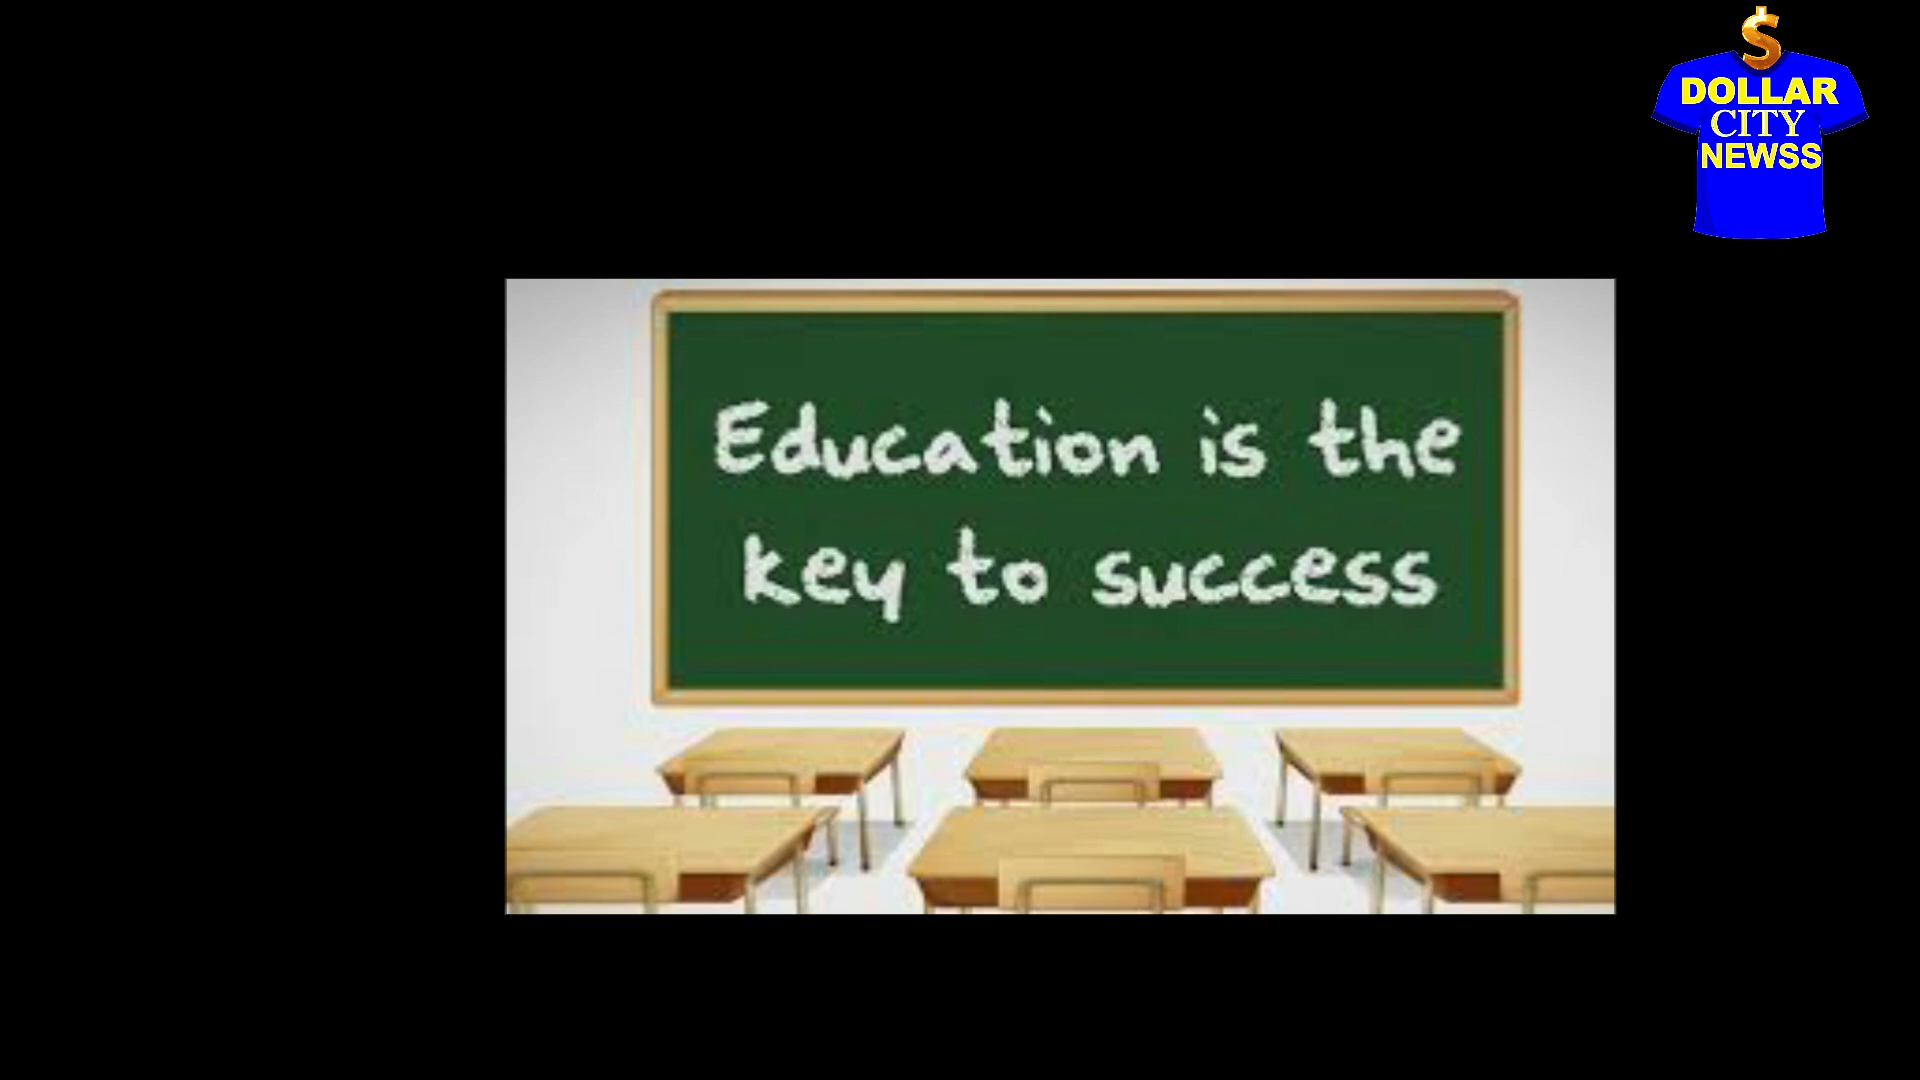 $
DOLLAR
CITY
NEWSS
Education is the
key to success